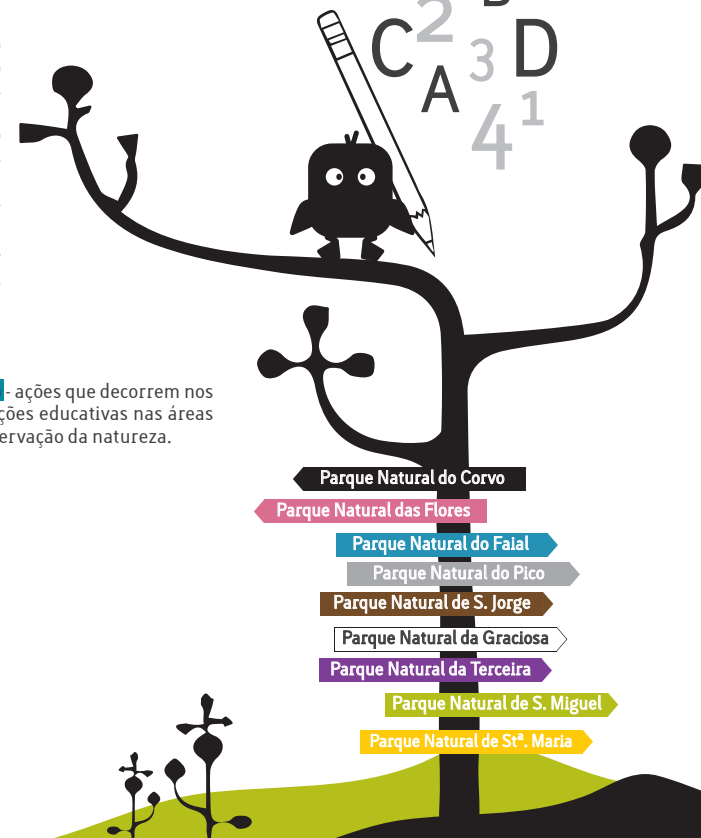 C 2
3 D
A
4 1
- ações que decorrem nos
ções educativas nas áreas
ervação da natureza.
Parque Natural do Corvo
Parque Natural das Flores
Parque Natural do Faial
Parque Natural do Pico
Parque Natural de S. Jorge
Parque Natural da Graciosa
Parque Natural da Terceira
Parque Natural de S. Miguel
Parque Natural de Stª. Maria